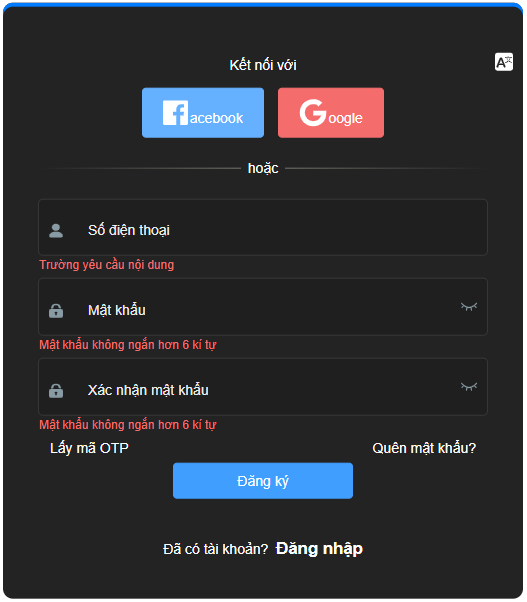 Kết nối với
facebook
Google
hoặc
Số điện thoại
Trường yêu cầu nội dung
Mật khẩu
Mật khẩu không ngắn hơn 6 kí tự
Xác nhận mật khẩu
Mật khẩu không ngắn hơn 6 kí tự
Lấy mã OTP Quên mật khẩu?
Đăng ký
Đã có tài khoản? Đăng nhập